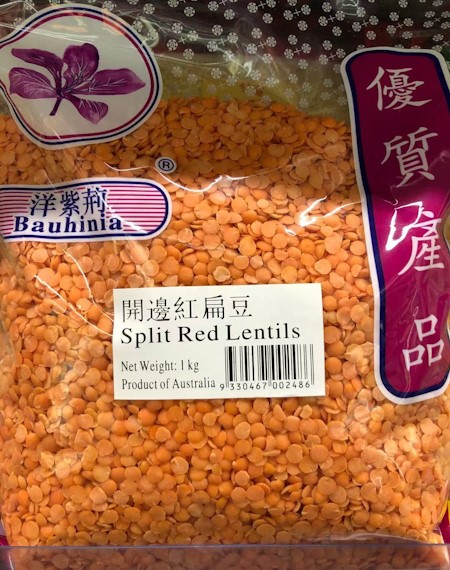 優質產品
®
洋紫荊
Bauhinia
開邊紅扁豆
Split Red Lentils
Net Weight: 1 kg
Product of Australia
9 330467 002486